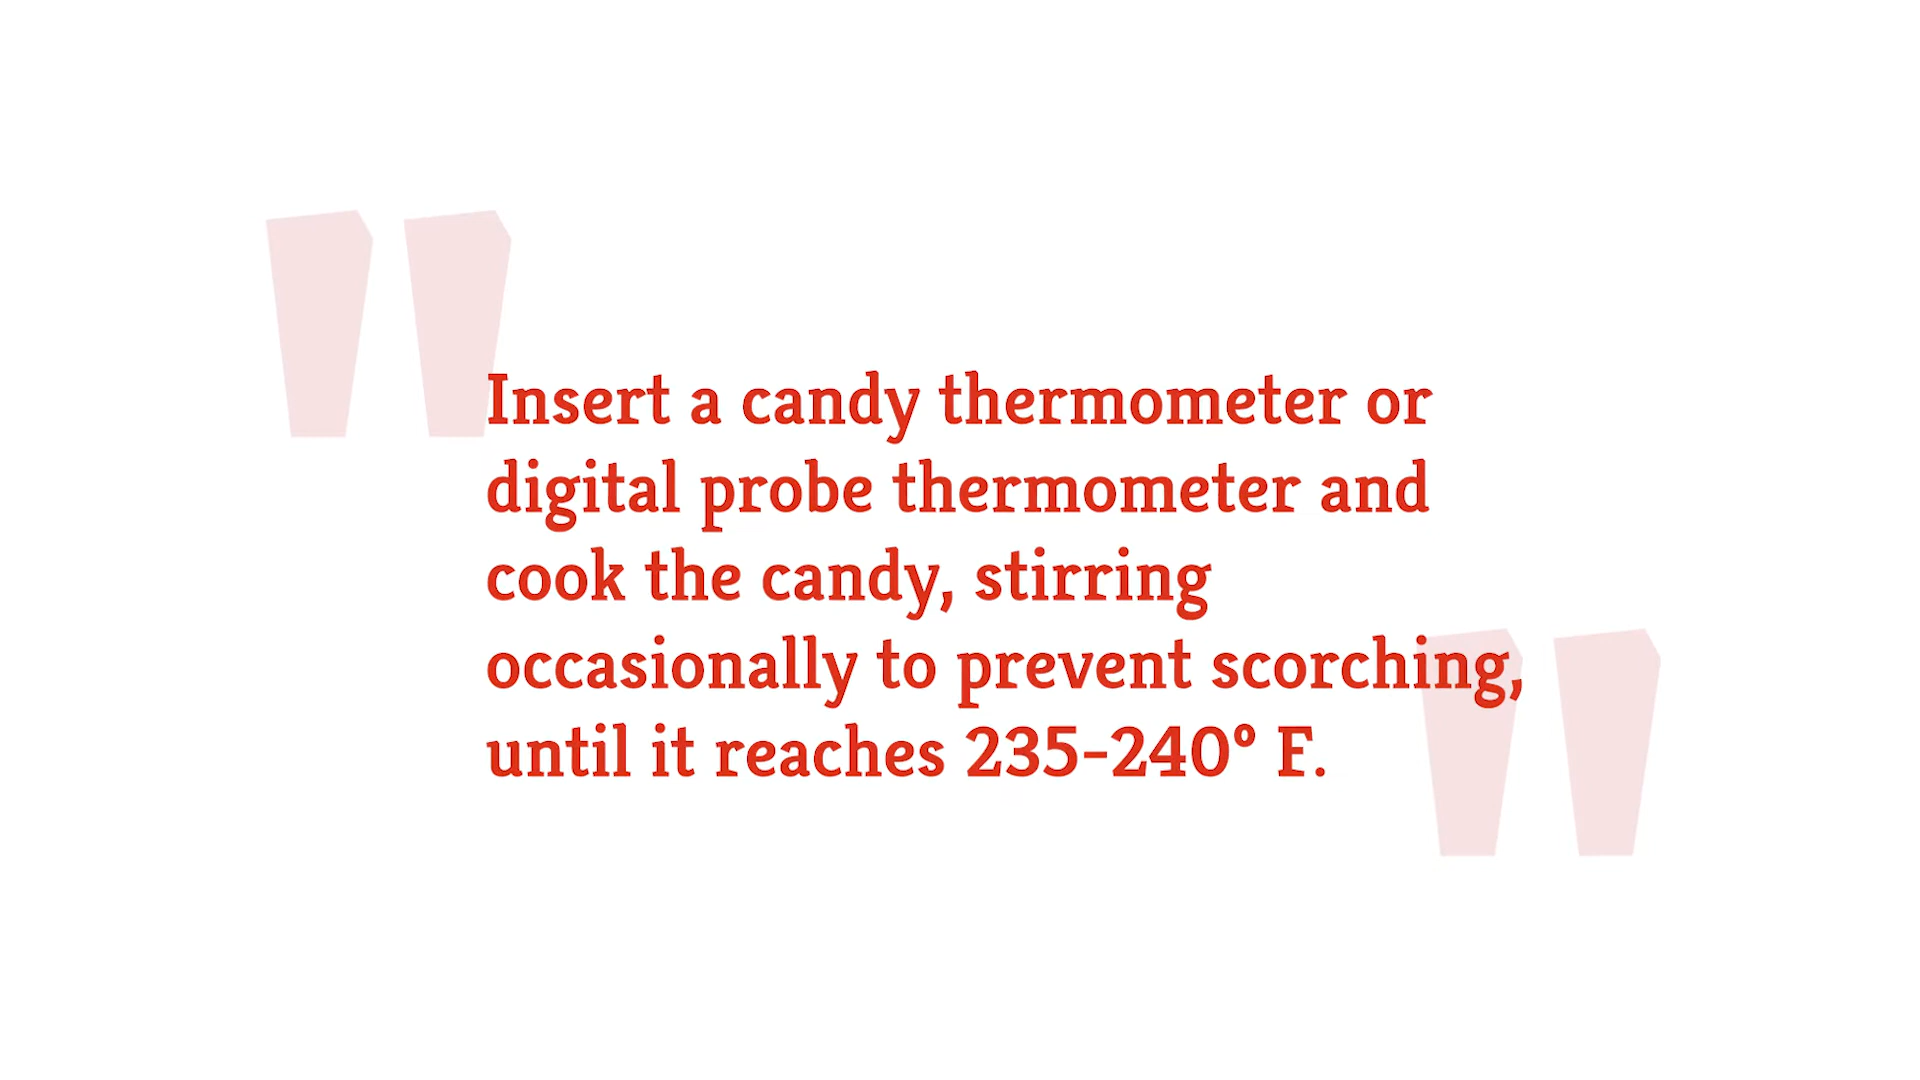 Insert a candy thermometer or
digital probe thermometer and
cook the candy, stirring
occasionally to prevent scorching,
until it reaches 235-240° F.